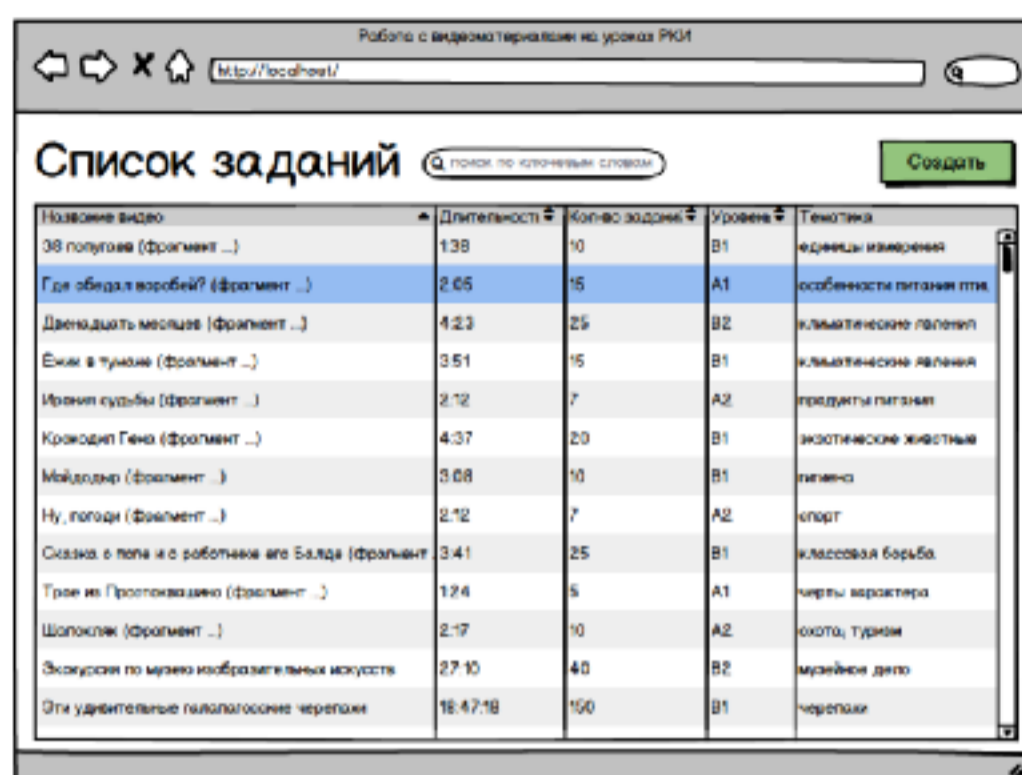 Работа с видеоматериалами на уроках РКИ
http://localhost/
Список заданий поиск по ключевым словам Создать
Название видео Длительность Кол-во заданий Уровень Тематика
38 попугаев (фрагмент ...) 1:38 10 B1 единицы измерения
Где обедал воробей? (фрагмент ...) 2:05 15 A1 особенности питания птиц
Двенадцать месяцев (фрагмент ...) 4:23 25 B2 климатические явления
Ёжик в тумане (фрагмент ...) 3:51 15 B1 климатические явления
Ирония судьбы (фрагмент ...) 2:12 7 A2 продукты питания
Крокодил Гена (фрагмент ...) 4:37 20 B1 экзотические животные
Мойдодыр (фрагмент ...) 3:08 10 B1 гигиена
Ну, погоди (фрагмент ...) 2:12 7 A2 спорт
Сказка о попе и о работнике его Балде (фрагмент 3:41 25 B1 классовая борьба
Трое из Простоквашино (фрагмент ...) 1:24 5 A1 черты характера
Шапокляк (фрагмент ...) 2:17 10 A2 охота, туризм
Экскурсия по музею изобразительных искусств 27:10 40 B2 музейное дело
Эти удивительные галапагосские черепахи 18:47:18 150 B1 черепахи